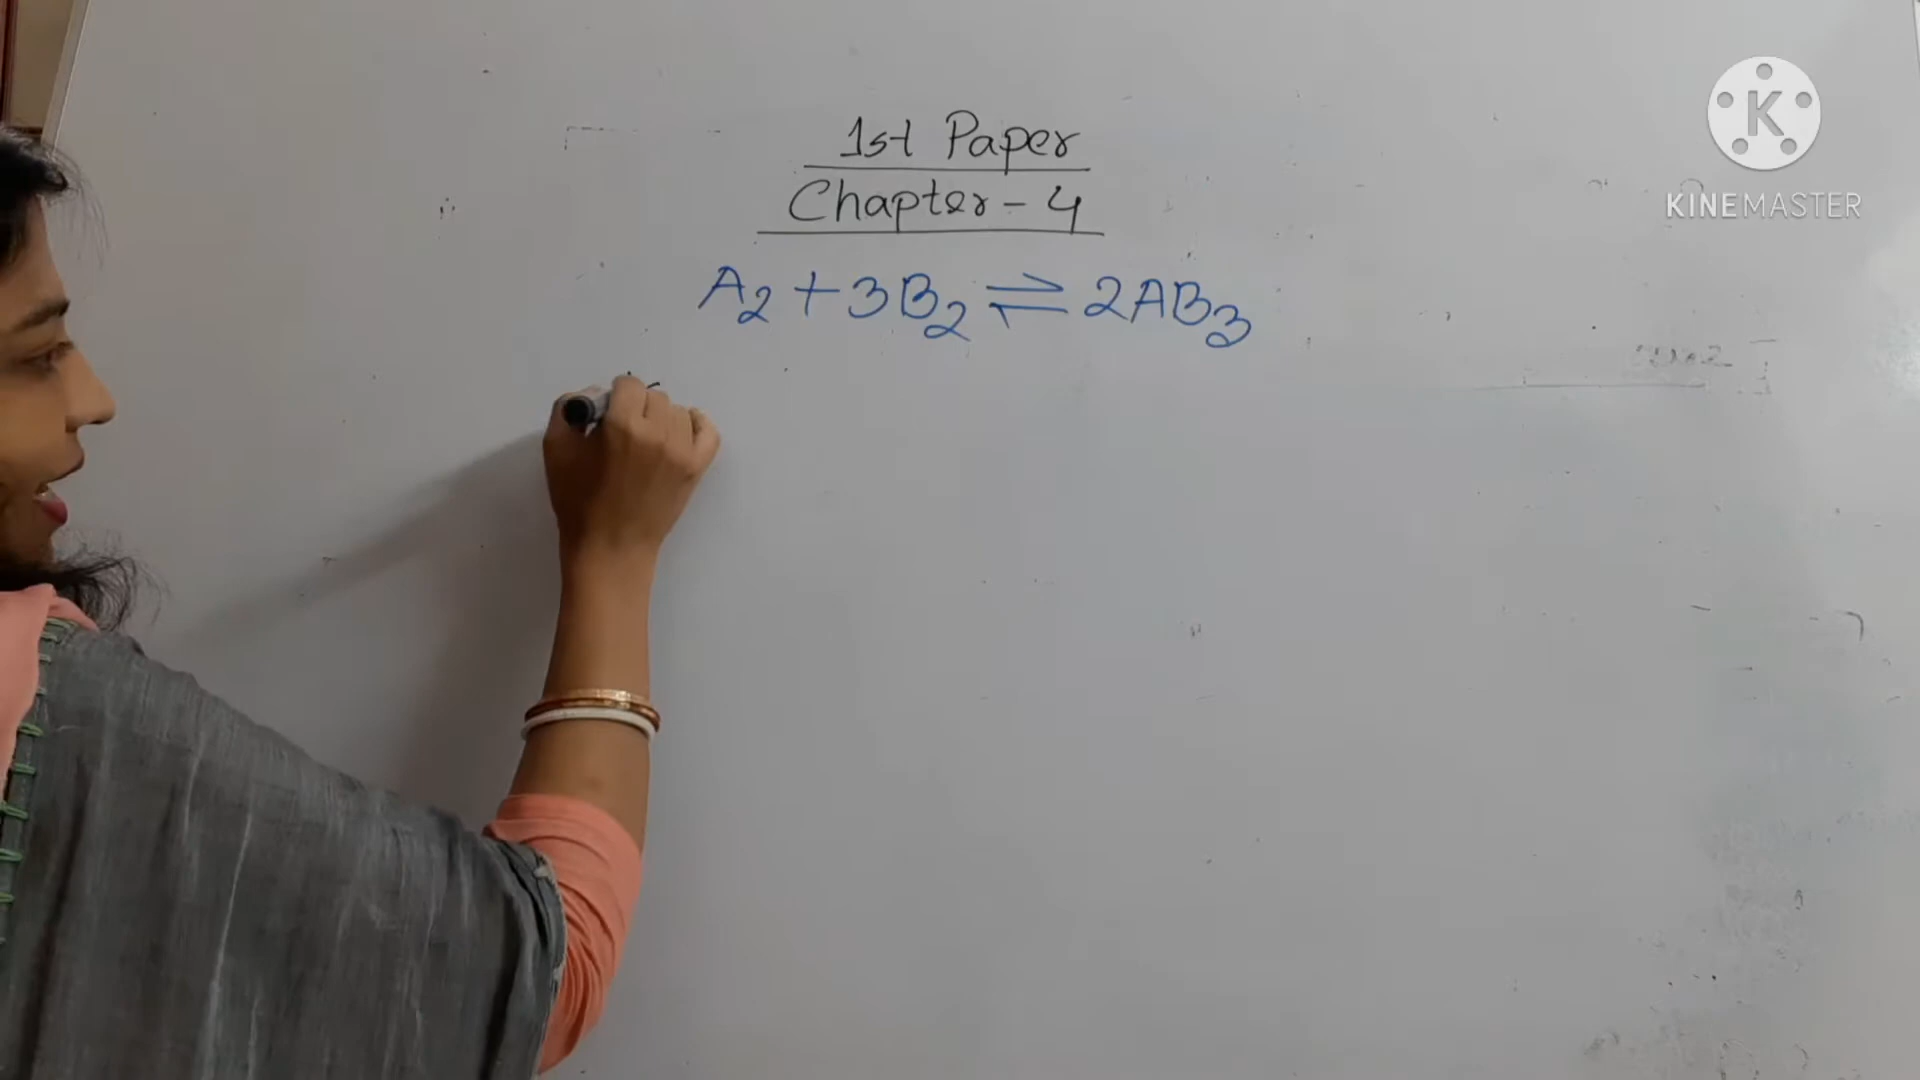 1st Paper
Chapter - 4
A₂ + 3B₂ ⇌ 2AB₃
K
KINEMASTER